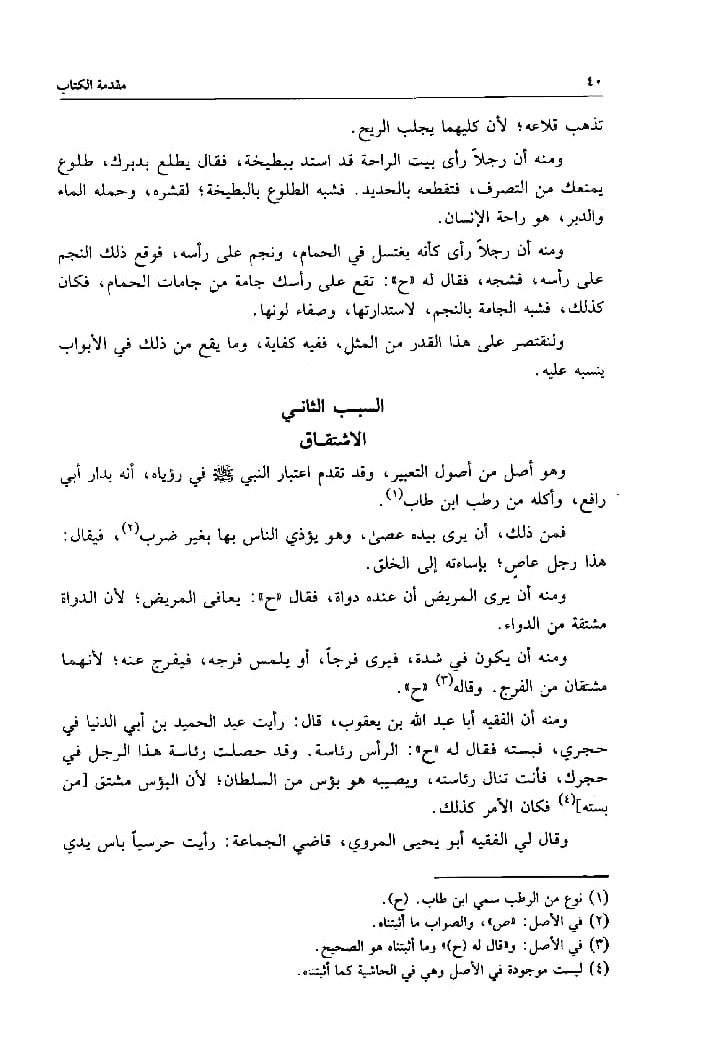 ٤٠ مقدمة الكتاب
تذهب قلاعه؛ لأن كليهما يجلب الريح.
ومنه أن رجلاً رأى بيت الراحة قد استد ببطيخة، فقال يطلع بدبرك، طلوع
يمنعك من التصرف، فتقطعه بالحديد. فشبه الطلوع بالبطيخة؛ لقشره، وحمله الماء
والدبر، هو راحة الإنسان.
ومنه أن رجلاً رأى كأنه يغتسل في الحمام، ونجم على رأسه، فوقع ذلك النجم
على رأسه، فشجه، فقال له «ح»: تقع على رأسك جامة من جامات الحمام، فكان
كذلك، فشبه الجامة بالنجم، لاستدارتها، وصفاء لونها.
ولنقتصر على هذا القدر من المثل، ففيه كفاية، وما يقع من ذلك في الأبواب
ينسبه عليه.
السبب الثاني
الاشتقاق
وهو أصل من أصول التعبير، وقد تقدم اعتبار النبي ﷺ في رؤياه، أنه بدار أبي
رافع، وأكله من رطب ابن طاب(١).
فمن ذلك، أن يرى بيده عصىٰ، وهو يؤذي الناس بها بغير ضرب(٢)، فيقال:
هذا رجل عاصٍ؛ بإساءته إلى الخلق.
ومنه أن يرى المريض أن عنده دواة، فقال «ح»: يعافى المريض؛ لأن الدواة
مشتقة من الدواء.
ومنه أن يكون في شدة، فيرى فرجاً، أو يلمس فرجه، فيفرج عنه؛ لأنهما
مشتقان من الفرج. وقاله(٣) «ح».
ومنه أن الفقيه أبا عبد الله بن يعقوب، قال: رأيت عبد الحميد بن أبي الدنيا في
حجري، فبسته فقال له «ح»: الرأس رئاسة. وقد حصلت رئاسة هذا الرجل في
حجرك، فأنت تنال رئاسته، ويصيبه هو بؤس من السلطان؛ لأن البؤس مشتق [من
بسته](٤) فكان الأمر كذلك.
وقال لي الفقيه أبو يحيى المروي، قاضي الجماعة: رأيت حرسياً باس يدي
(١) نوع من الرطب سمي ابن طاب. (ح).
(٢) في الأصل: «ص»، والصواب ما أثبتناه.
(٣) في الأصل: و«قال له (ح)» وما أثبتناه هو الصحيح.
(٤) ليست موجودة في الأصل وهي في الحاشية كما أثبتناه.